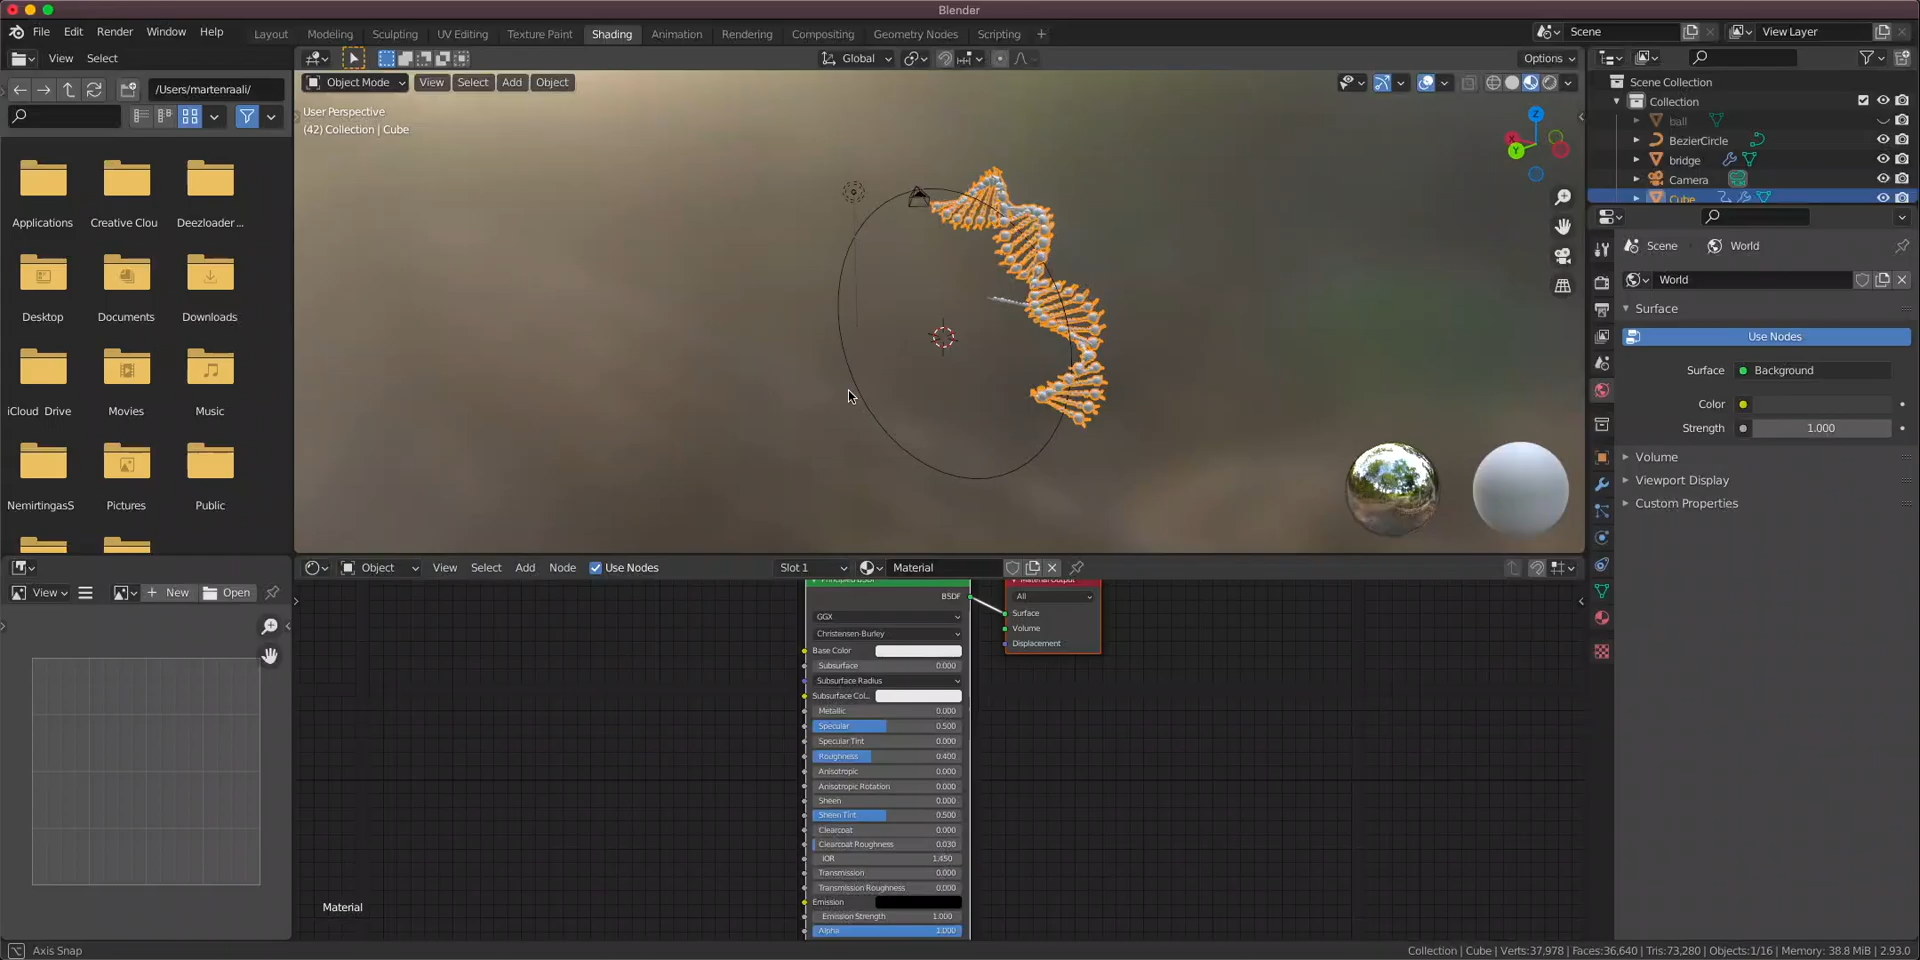 Blender
File Edit Render Window Help
Layout Modeling Sculpting UV Editing Texture Paint Shading Animation Rendering Compositing Geometry Nodes Scripting +
Scene
View Layer
View Select
Global
Options
/Users/martenraali/
Object Mode View Select Add Object
User Perspective
(42) Collection | Cube
Z
X
Y
Scene Collection
Collection
ball
BezierCircle
bridge
Camera
Cube
Applications Creative Clou Deezloader...
Desktop Documents Downloads
iCloud Drive Movies Music
NemirtingasS Pictures Public
Scene World
World
Surface
Use Nodes
Surface Background
Color
Strength 1.000
Volume
Viewport Display
Custom Properties
Object View Select Add Node Use Nodes Slot 1 Material
View New Open
Material Output
BSDF
All
Surface
Volume
Displacement
GGX
Christensen-Burley
Base Color
Subsurface 0.000
Subsurface Radius
Subsurface Col...
Metallic 0.000
Specular 0.500
Specular Tint 0.000
Roughness 0.400
Anisotropic 0.000
Anisotropic Rotation 0.000
Sheen 0.000
Sheen Tint 0.500
Clearcoat 0.000
Clearcoat Roughness 0.030
IOR 1.450
Transmission 0.000
Transmission Roughness 0.000
Emission
Emission Strength 1.000
Alpha 1.000
Material
Axis Snap
Collection | Cube | Verts:37,978 | Faces:36,640 | Tris:73,280 | Objects:1/16 | Memory: 38.8 MiB | 2.93.0